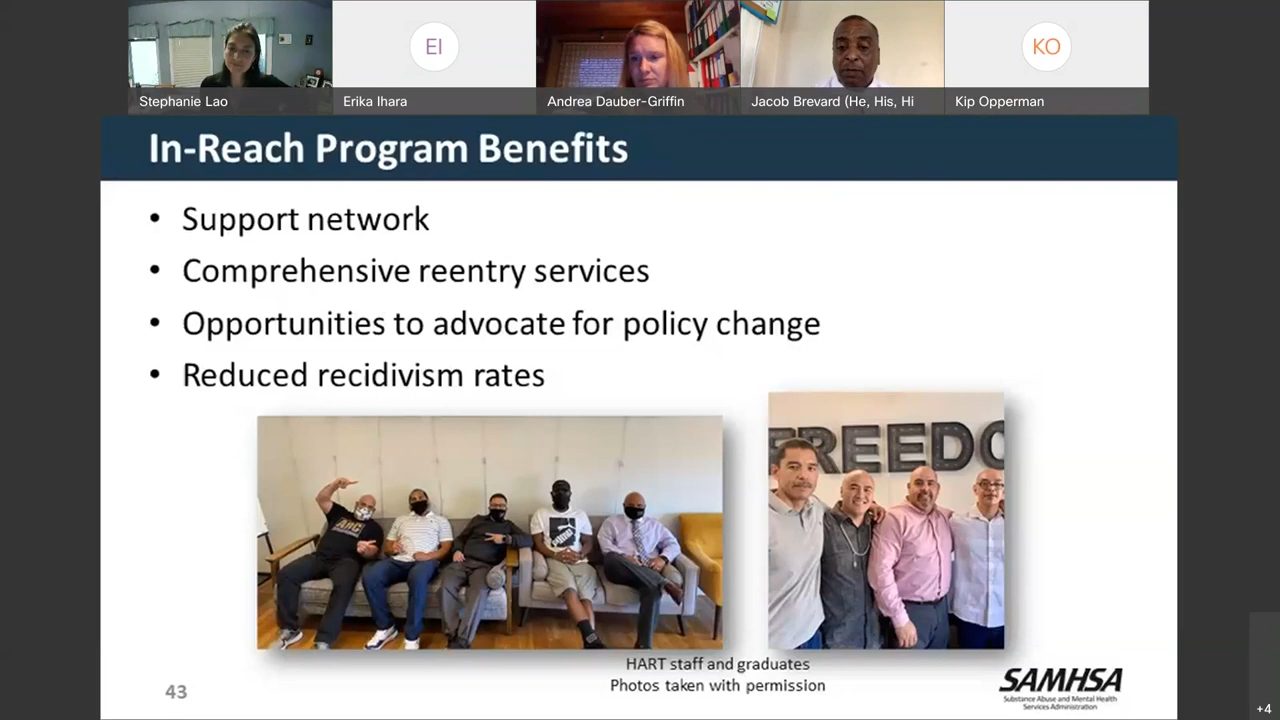 EI
KO
Stephanie Lao
Erika Ihara
Andrea Dauber-Griffin
Jacob Brevard (He, His, Hi
Kip Opperman
In-Reach Program Benefits
• Support network
• Comprehensive reentry services
• Opportunities to advocate for policy change
• Reduced recidivism rates
ARC
FREEDO
HART staff and graduates
Photos taken with permission
43
SAMHSA
Substance Abuse and Mental Health
Services Administration
+4